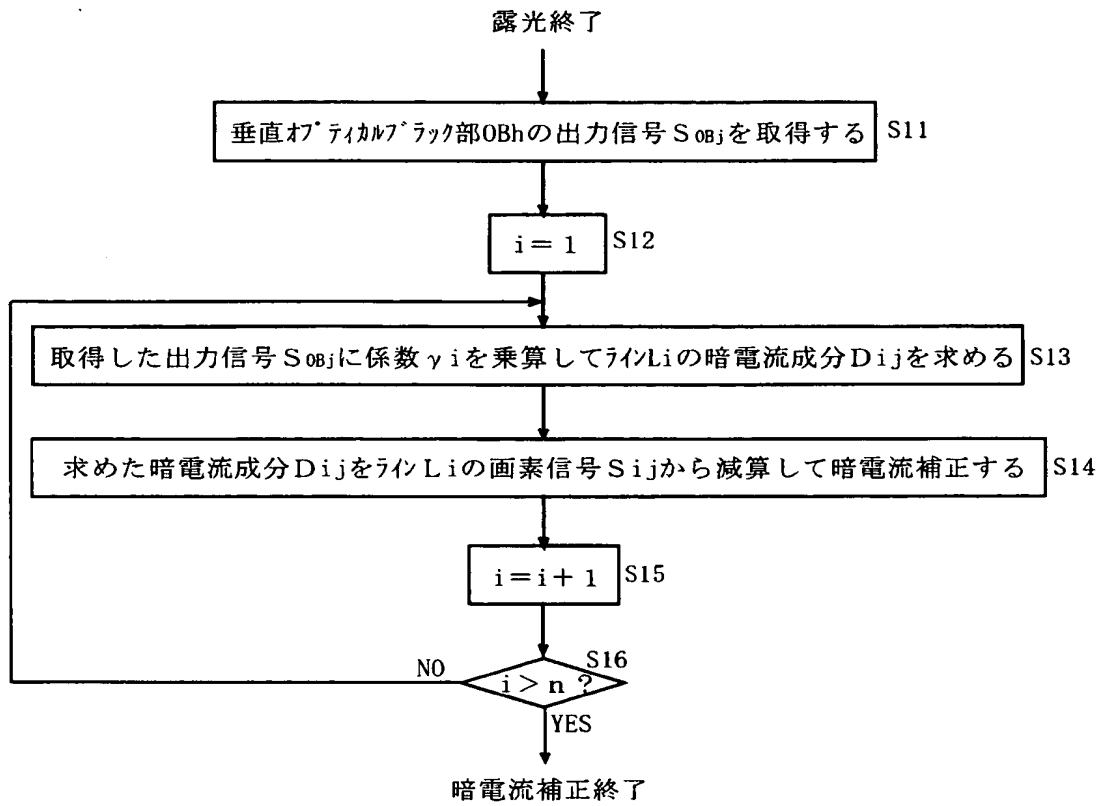 露光終了
垂直ｵﾌﾟﾃｨｶﾙﾌﾞﾗｯｸ部OBhの出力信号SOBjを取得する S11
i=1 S12
取得した出力信号SOBjに係数γiを乗算してﾗｲﾝLiの暗電流成分Dijを求める S13
求めた暗電流成分DijをﾗｲﾝLiの画素信号Sijから減算して暗電流補正する S14
i=i+1 S15
S16
NO
i>n?
YES
暗電流補正終了